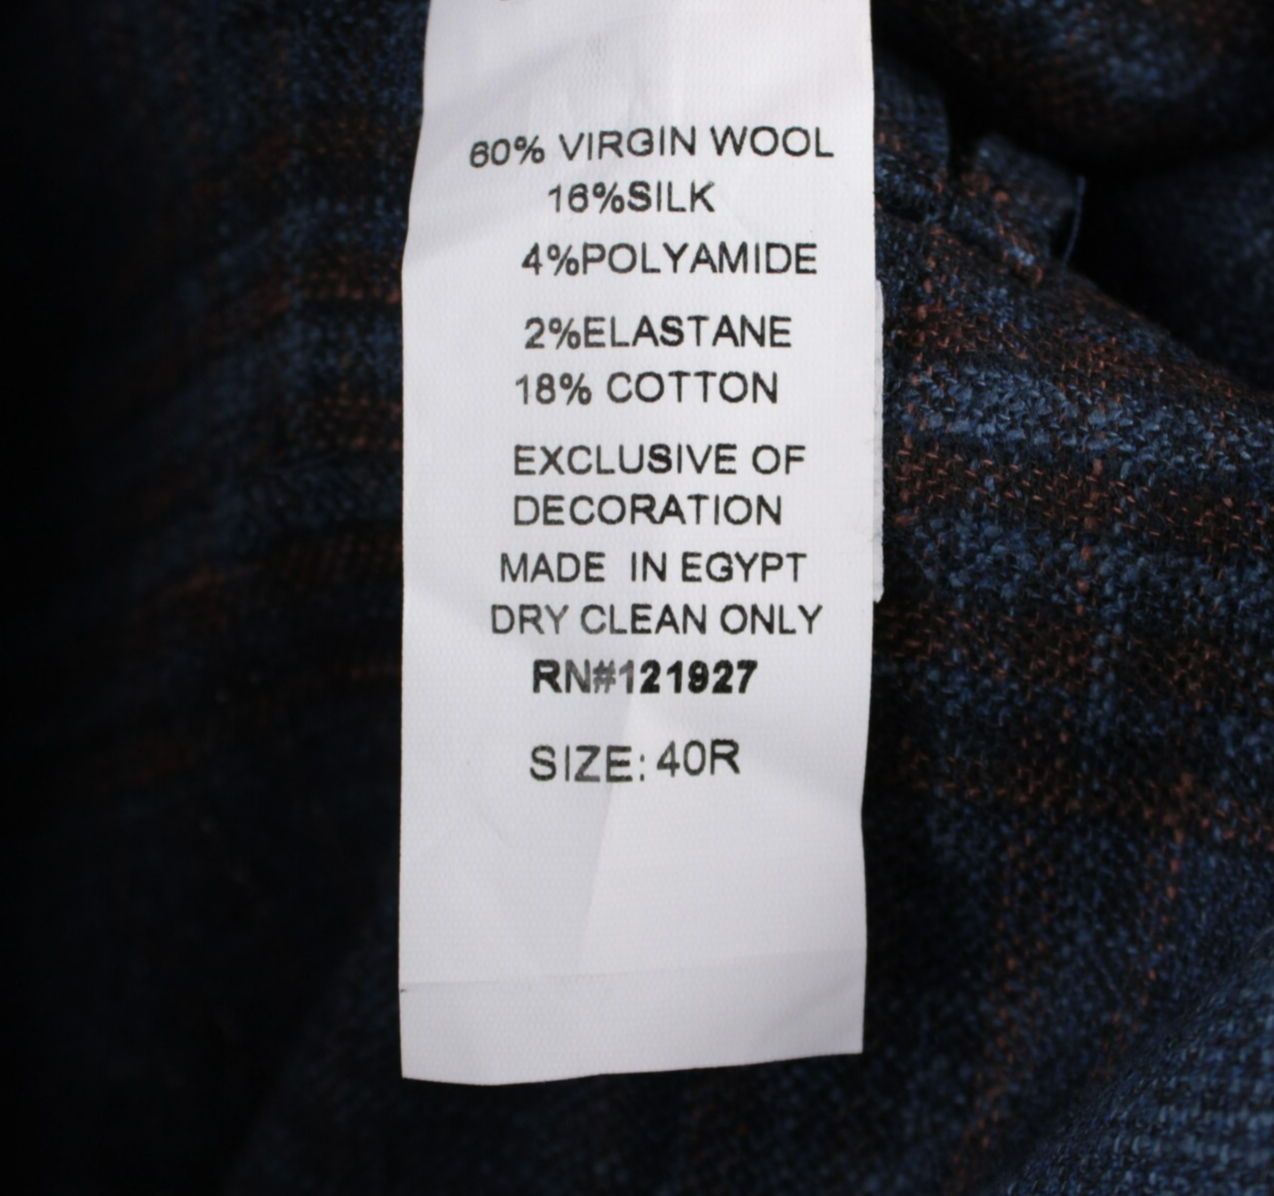 60% VIRGIN WOOL
16%SILK
4%POLYAMIDE
2%ELASTANE
18% COTTON
EXCLUSIVE OF
DECORATION
MADE IN EGYPT
DRY CLEAN ONLY
RN#121927
SIZE: 40R